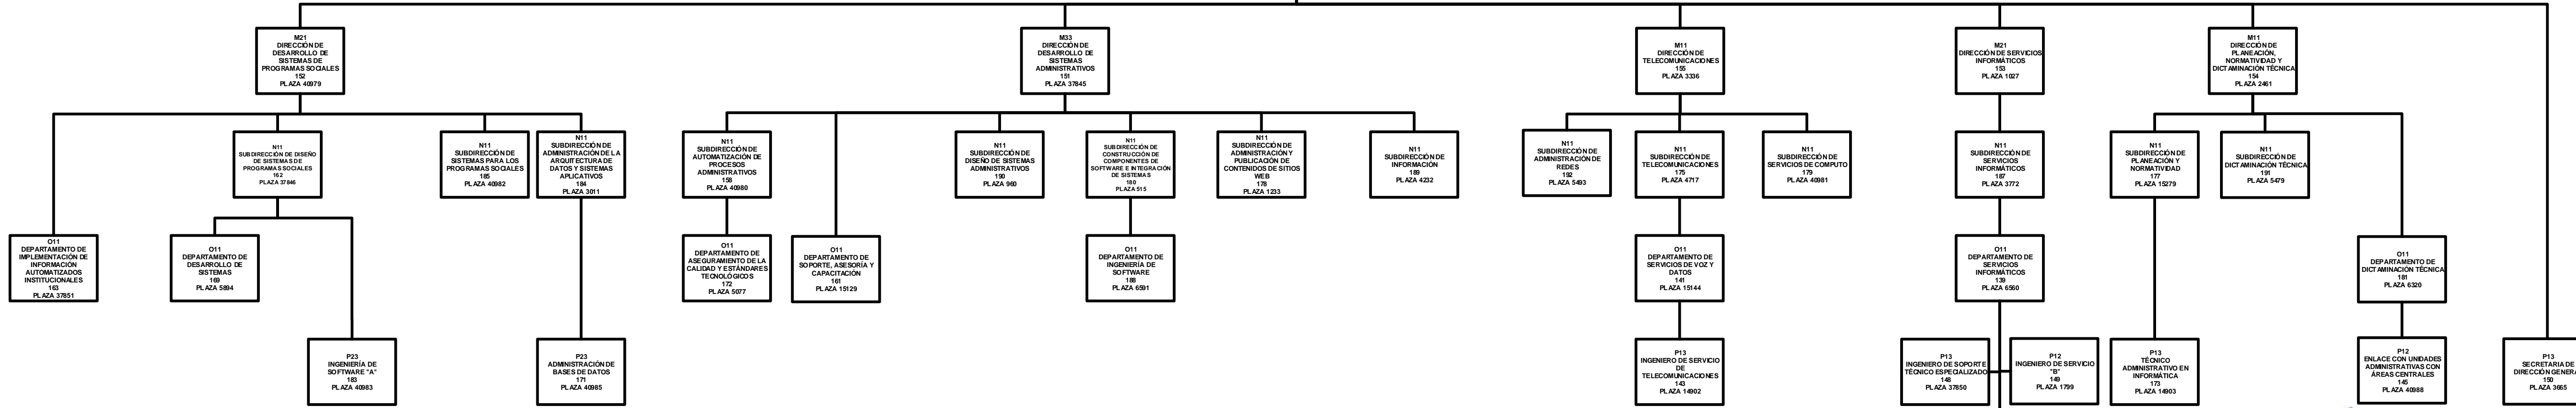 M21
DIRECCIÓN DE
DESARROLLO DE
SISTEMAS DE
PROGRAMAS SOCIALES
152
PLAZA 40979
M33
DIRECCIÓN DE
DESARROLLO DE
SISTEMAS
ADMINISTRATIVOS
151
PLAZA 37845
M11
DIRECCIÓN DE
TELECOMUNICACIONES
155
PLAZA 3336
M21
DIRECCIÓN DE SERVICIOS
INFORMÁTICOS
153
PLAZA 1027
M11
DIRECCIÓN DE
PLANEACIÓN,
NORMATIVIDAD Y
DICTAMINACIÓN TÉCNICA
154
PLAZA 2461
N11
SUBDIRECCIÓN DE DISEÑO
DE SISTEMAS DE
PROGRAMAS SOCIALES
162
PLAZA 37846
N11
SUBDIRECCIÓN DE
SISTEMAS PARA LOS
PROGRAMAS SOCIALES
185
PLAZA 40982
N11
SUBDIRECCIÓN DE
ADMINISTRACIÓN DE LA
ARQUITECTURA DE
DATOS Y SISTEMAS
APLICATIVOS
184
PLAZA 3011
N11
SUBDIRECCIÓN DE
AUTOMATIZACIÓN DE
PROCESOS
ADMINISTRATIVOS
158
PLAZA 40980
N11
SUBDIRECCIÓN DE
DISEÑO DE SISTEMAS
ADMINISTRATIVOS
190
PLAZA 960
N11
SUBDIRECCIÓN DE
CONSTRUCCIÓN DE
COMPONENTES DE
SOFTWARE E INTEGRACIÓN
DE SISTEMAS
180
PLAZA 515
N11
SUBDIRECCIÓN DE
ADMINISTRACIÓN Y
PUBLICACIÓN DE
CONTENIDOS DE SITIOS
WEB
178
PLAZA 1233
N11
SUBDIRECCIÓN DE
INFORMACIÓN
189
PLAZA 4232
N11
SUBDIRECCIÓN DE
ADMINISTRACIÓN DE
REDES
192
PLAZA 5493
N11
SUBDIRECCIÓN DE
TELECOMUNICACIONES
175
PLAZA 4717
N11
SUBDIRECCIÓN DE
SERVICIOS DE COMPUTO
179
PLAZA 40981
N11
SUBDIRECCIÓN DE
SERVICIOS
INFORMÁTICOS
187
PLAZA 3772
N11
SUBDIRECCIÓN DE
PLANEACIÓN Y
NORMATIVIDAD
177
PLAZA 15279
N11
SUBDIRECCIÓN DE
DICTAMINACIÓN TÉCNICA
191
PLAZA 5479
O11
DEPARTAMENTO DE
IMPLEMENTACIÓN DE
INFORMACIÓN
AUTOMATIZADOS
INSTITUCIONALES
163
PLAZA 37851
O11
DEPARTAMENTO DE
DESARROLLO DE
SISTEMAS
169
PLAZA 5894
O11
DEPARTAMENTO DE
ASEGURAMIENTO DE LA
CALIDAD Y ESTÁNDARES
TECNOLÓGICOS
172
PLAZA 5077
O11
DEPARTAMENTO DE
SOPORTE, ASESORÍA Y
CAPACITACIÓN
161
PLAZA 15129
O11
DEPARTAMENTO DE
INGENIERÍA DE
SOFTWARE
188
PLAZA 6591
O11
DEPARTAMENTO DE
SERVICIOS DE VOZ Y
DATOS
141
PLAZA 15144
O11
DEPARTAMENTO DE
SERVICIOS
INFORMÁTICOS
139
PLAZA 6560
O11
DEPARTAMENTO DE
DICTAMINACIÓN TÉCNICA
181
PLAZA 6320
P23
INGENIERÍA DE
SOFTWARE "A"
183
PLAZA 40983
P23
ADMINISTRACIÓN DE
BASES DE DATOS
171
PLAZA 40985
P13
INGENIERO DE SERVICIO
DE
TELECOMUNICACIONES
143
PLAZA 14902
P13
INGENIERO DE SOPORTE
TÉCNICO ESPECIALIZADO
148
PLAZA 37850
P12
INGENIERO DE SERVICIO
"B"
149
PLAZA 1799
P13
TÉCNICO
ADMINISTRATIVO EN
INFORMÁTICA
173
PLAZA 14903
P12
ENLACE CON UNIDADES
ADMINISTRATIVAS CON
ÁREAS CENTRALES
145
PLAZA 40988
P13
SECRETARIA DE
DIRECCIÓN GENERA
150
PLAZA 3665